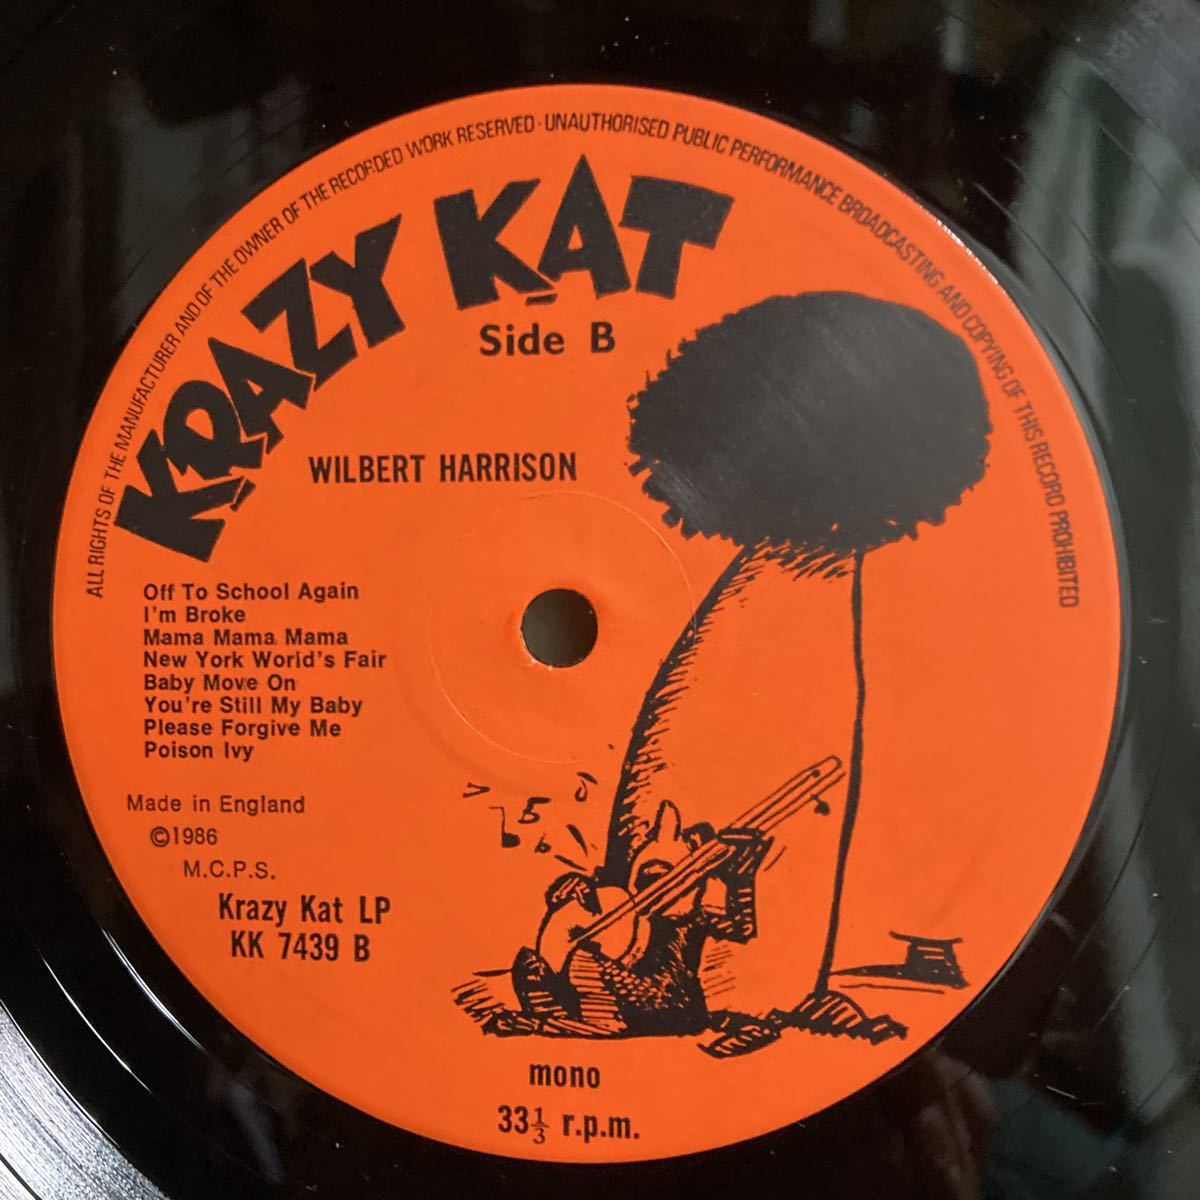 ALL RIGHTS OF THE MANUFACTURER AND OF THE OWNER OF THE RECORDED WORK RESERVED · UNAUTHORISED PUBLIC PERFORMANCE BROADCASTING AND COPYING OF THIS RECORD PROHIBITED
KRAZY KAT
Side B
WILBERT HARRISON
Off To School Again
I'm Broke
Mama Mama Mama
New York World's Fair
Baby Move On
You're Still My Baby
Please Forgive Me
Poison Ivy
Made in England
©1986
M.C.P.S.
Krazy Kat LP
KK 7439 B
mono
33⅓ r.p.m.